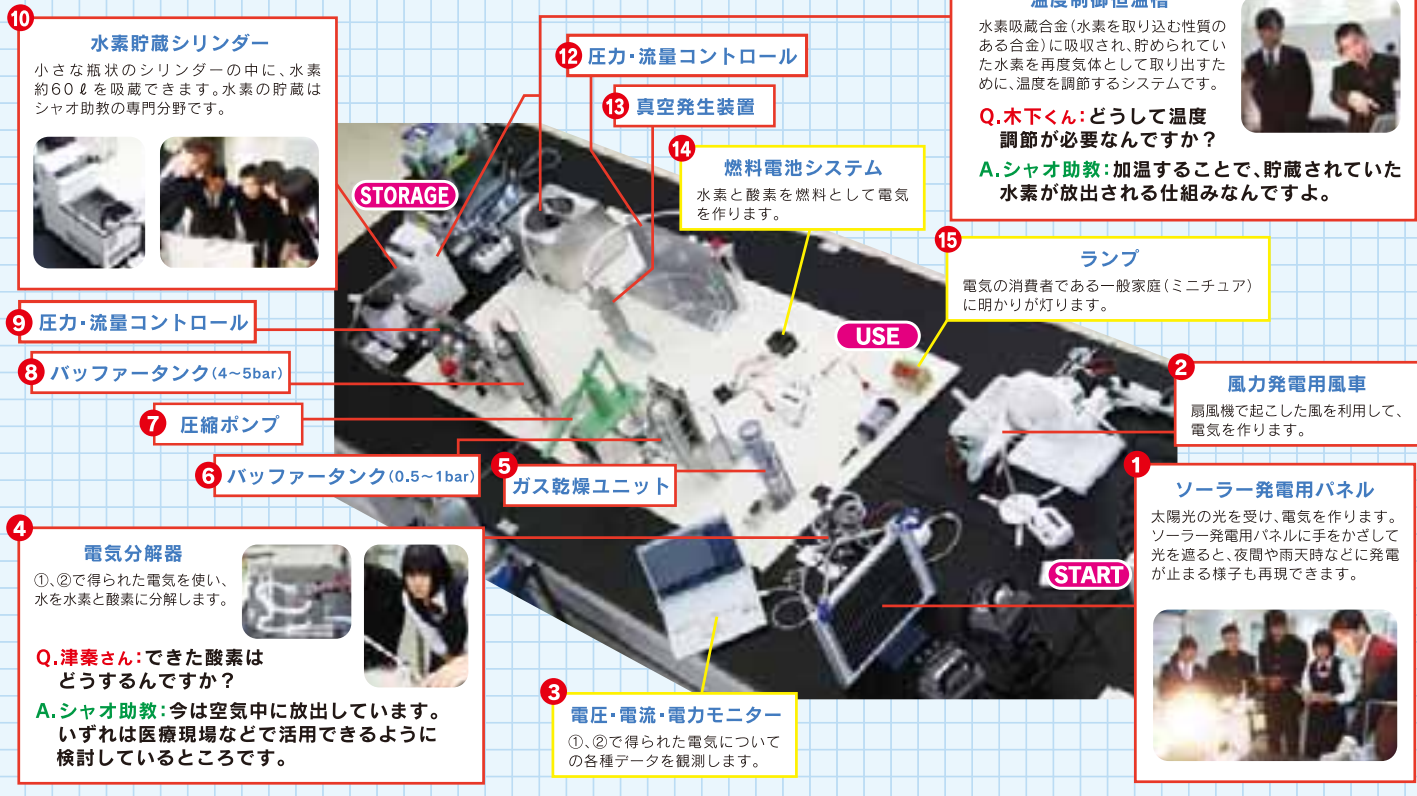 ⑩
水素貯蔵シリンダー
小さな瓶状のシリンダーの中に、水素
約60ℓを吸蔵できます。水素の貯蔵は
シャオ助教の専門分野です。
⑫ 圧力・流量コントロール
⑬ 真空発生装置
⑭
燃料電池システム
水素と酸素を燃料として電気
を作ります。
温度制御恒温槽
水素吸蔵合金(水素を取り込む性質の
ある合金)に吸収され、貯められてい
た水素を再度気体として取り出すた
めに、温度を調節するシステムです。
Q.木下くん:どうして温度
調節が必要なんですか?
A.シャオ助教:加温することで、貯蔵されていた
水素が放出される仕組みなんですよ。
STORAGE
⑮
ランプ
電気の消費者である一般家庭(ミニチュア)
に明かりが灯ります。
USE
⑨ 圧力・流量コントロール
⑧ バッファータンク(4~5bar)
⑦ 圧縮ポンプ
⑥ バッファータンク(0.5~1bar)
⑤
ガス乾燥ユニット
②
風力発電用風車
扇風機で起こした風を利用して、
電気を作ります。
①
ソーラー発電用パネル
太陽光の光を受け、電気を作ります。
ソーラー発電用パネルに手をかざして
光を遮ると、夜間や雨天時などに発電
が止まる様子も再現できます。
START
④
電気分解器
①、②で得られた電気を使い、
水を水素と酸素に分解します。
Q.津秦さん:できた酸素は
どうするんですか?
A.シャオ助教:今は空気中に放出しています。
いずれは医療現場などで活用できるように
検討しているところです。
③
電圧・電流・電力モニター
①、②で得られた電気について
の各種データを観測します。